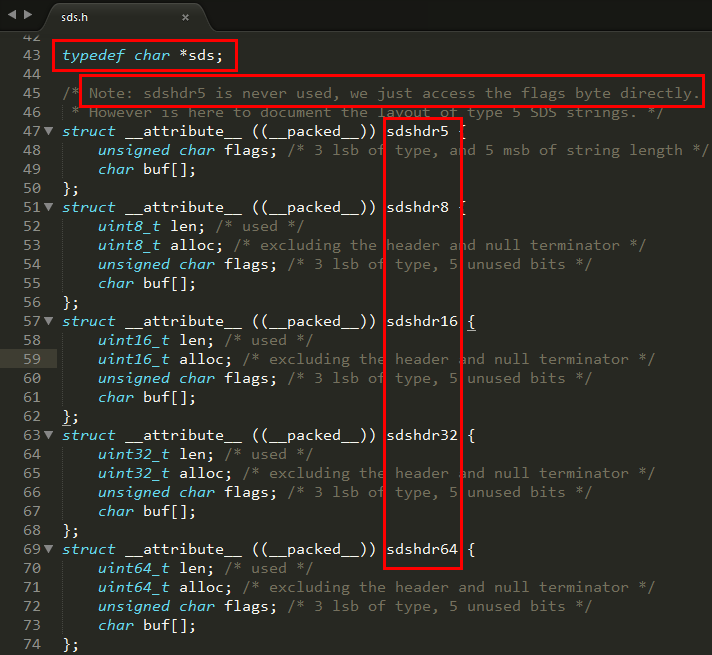 sds.h ×
42
43 typedef char *sds;
44
45 /* Note: sdshdr5 is never used, we just access the flags byte directly.
46 * However is here to document the layout of type 5 SDS strings. */
47 struct __attribute__ ((__packed__)) sdshdr5 {
48 unsigned char flags; /* 3 lsb of type, and 5 msb of string length */
49 char buf[];
50 };
51 struct __attribute__ ((__packed__)) sdshdr8 {
52 uint8_t len; /* used */
53 uint8_t alloc; /* excluding the header and null terminator */
54 unsigned char flags; /* 3 lsb of type, 5 unused bits */
55 char buf[];
56 };
57 struct __attribute__ ((__packed__)) sdshdr16 {
58 uint16_t len; /* used */
59 uint16_t alloc; /* excluding the header and null terminator */
60 unsigned char flags; /* 3 lsb of type, 5 unused bits */
61 char buf[];
62 };
63 struct __attribute__ ((__packed__)) sdshdr32 {
64 uint32_t len; /* used */
65 uint32_t alloc; /* excluding the header and null terminator */
66 unsigned char flags; /* 3 lsb of type, 5 unused bits */
67 char buf[];
68 };
69 struct __attribute__ ((__packed__)) sdshdr64 {
70 uint64_t len; /* used */
71 uint64_t alloc; /* excluding the header and null terminator */
72 unsigned char flags; /* 3 lsb of type, 5 unused bits */
73 char buf[];
74 };